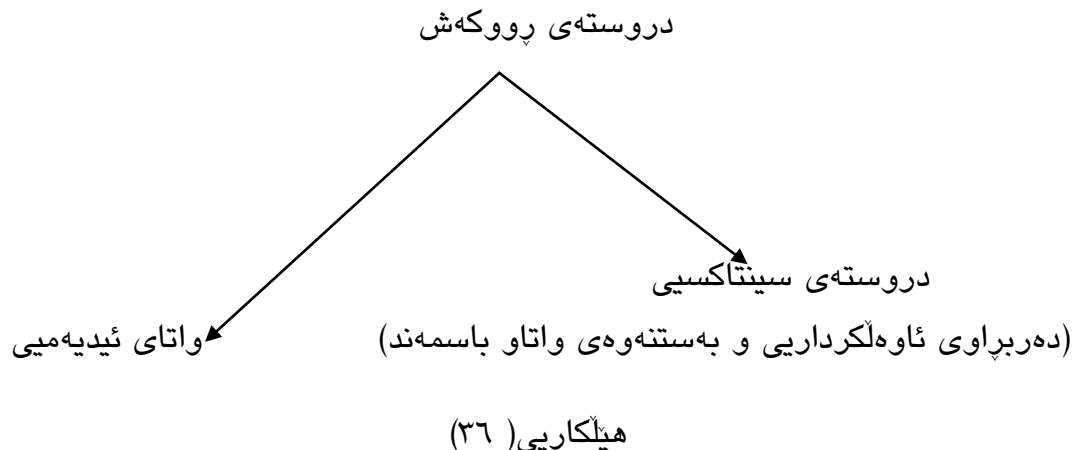 دروستەی ڕووکەش
دروستەی سینتاکسیی
(دەربڕاوی ئاوەڵکرداریی و بەستنەوەی واتاو باسمەند) واتای ئیدیەمیی
هێڵکاریی( ٣٦)